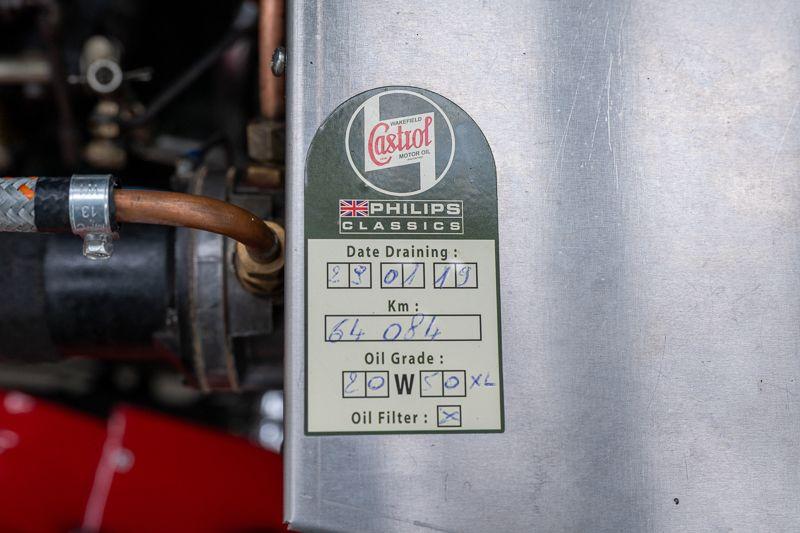 WAKEFIELD
Castrol
MOTOR OIL
PHILIPS
CLASSICS
Date Draining :
29 01 19
Km :
64 084
Oil Grade :
20 W 50 XL
Oil Filter : X
13